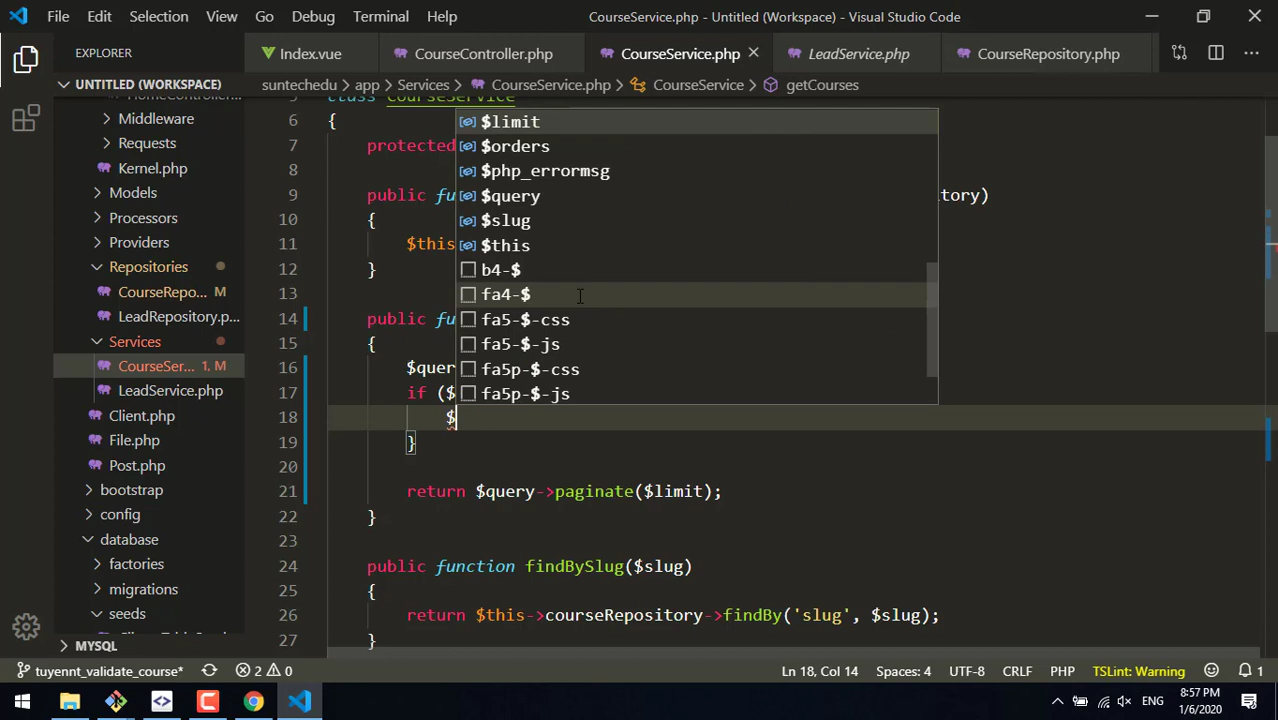 File Edit Selection View Go Debug Terminal Help CourseService.php - Untitled (Workspace) - Visual Studio Code
EXPLORER
Index.vue CourseController.php CourseService.php LeadService.php CourseRepository.php
UNTITLED (WORKSPACE)
suntechedu > app > Services > CourseService.php > CourseService > getCourses
HomeController...
Middleware
Requests
Kernel.php
Models
Processors
Providers
Repositories
CourseRepo... M
LeadRepository.p...
Services
CourseSer... 1, M
LeadService.php
Client.php
File.php
Post.php
bootstrap
config
database
factories
migrations
seeds
MYSQL
5 class CourseService
6 {
7 protected
8
9 public fu itory)
10 {
11 $this
12 }
13
14 public fu
15 {
16 $quer
17 if ($
18 $
19 }
20
21 return $query->paginate($limit);
22 }
23
24 public function findBySlug($slug)
25 {
26 return $this->courseRepository->findBy('slug', $slug);
27 }
$limit
$orders
$php_errormsg
$query
$slug
$this
b4-$
fa4-$
fa5-$-css
fa5-$-js
fa5p-$-css
fa5p-$-js
tuyennt_validate_course* 2 0 Ln 18, Col 14 Spaces: 4 UTF-8 CRLF PHP TSLint: Warning 1
ENG 8:57 PM
1/6/2020